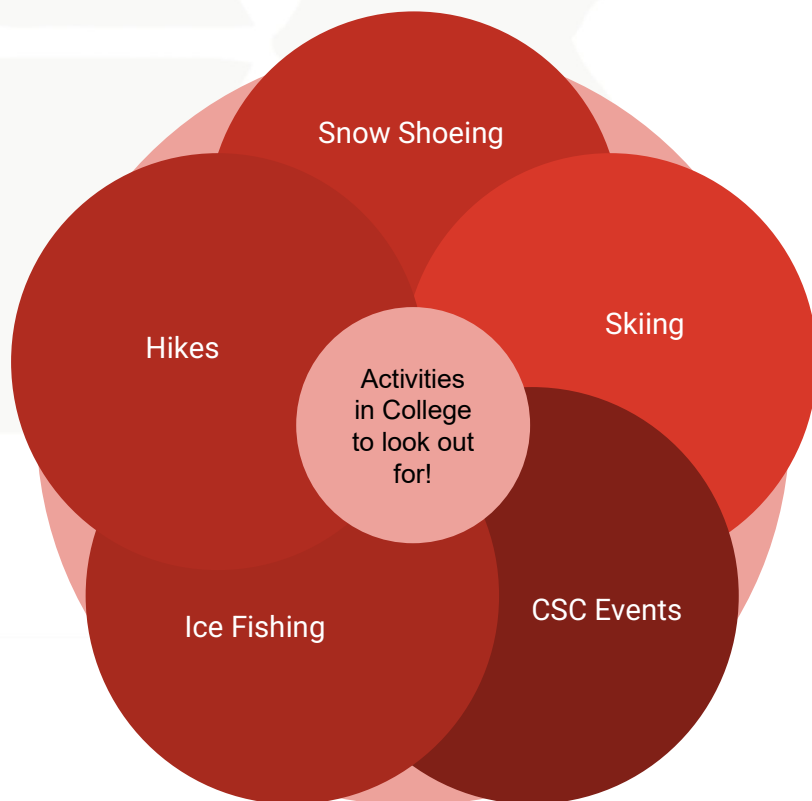 Snow Shoeing
Skiing
Hikes
Activities
in College
to look out
for!
CSC Events
Ice Fishing